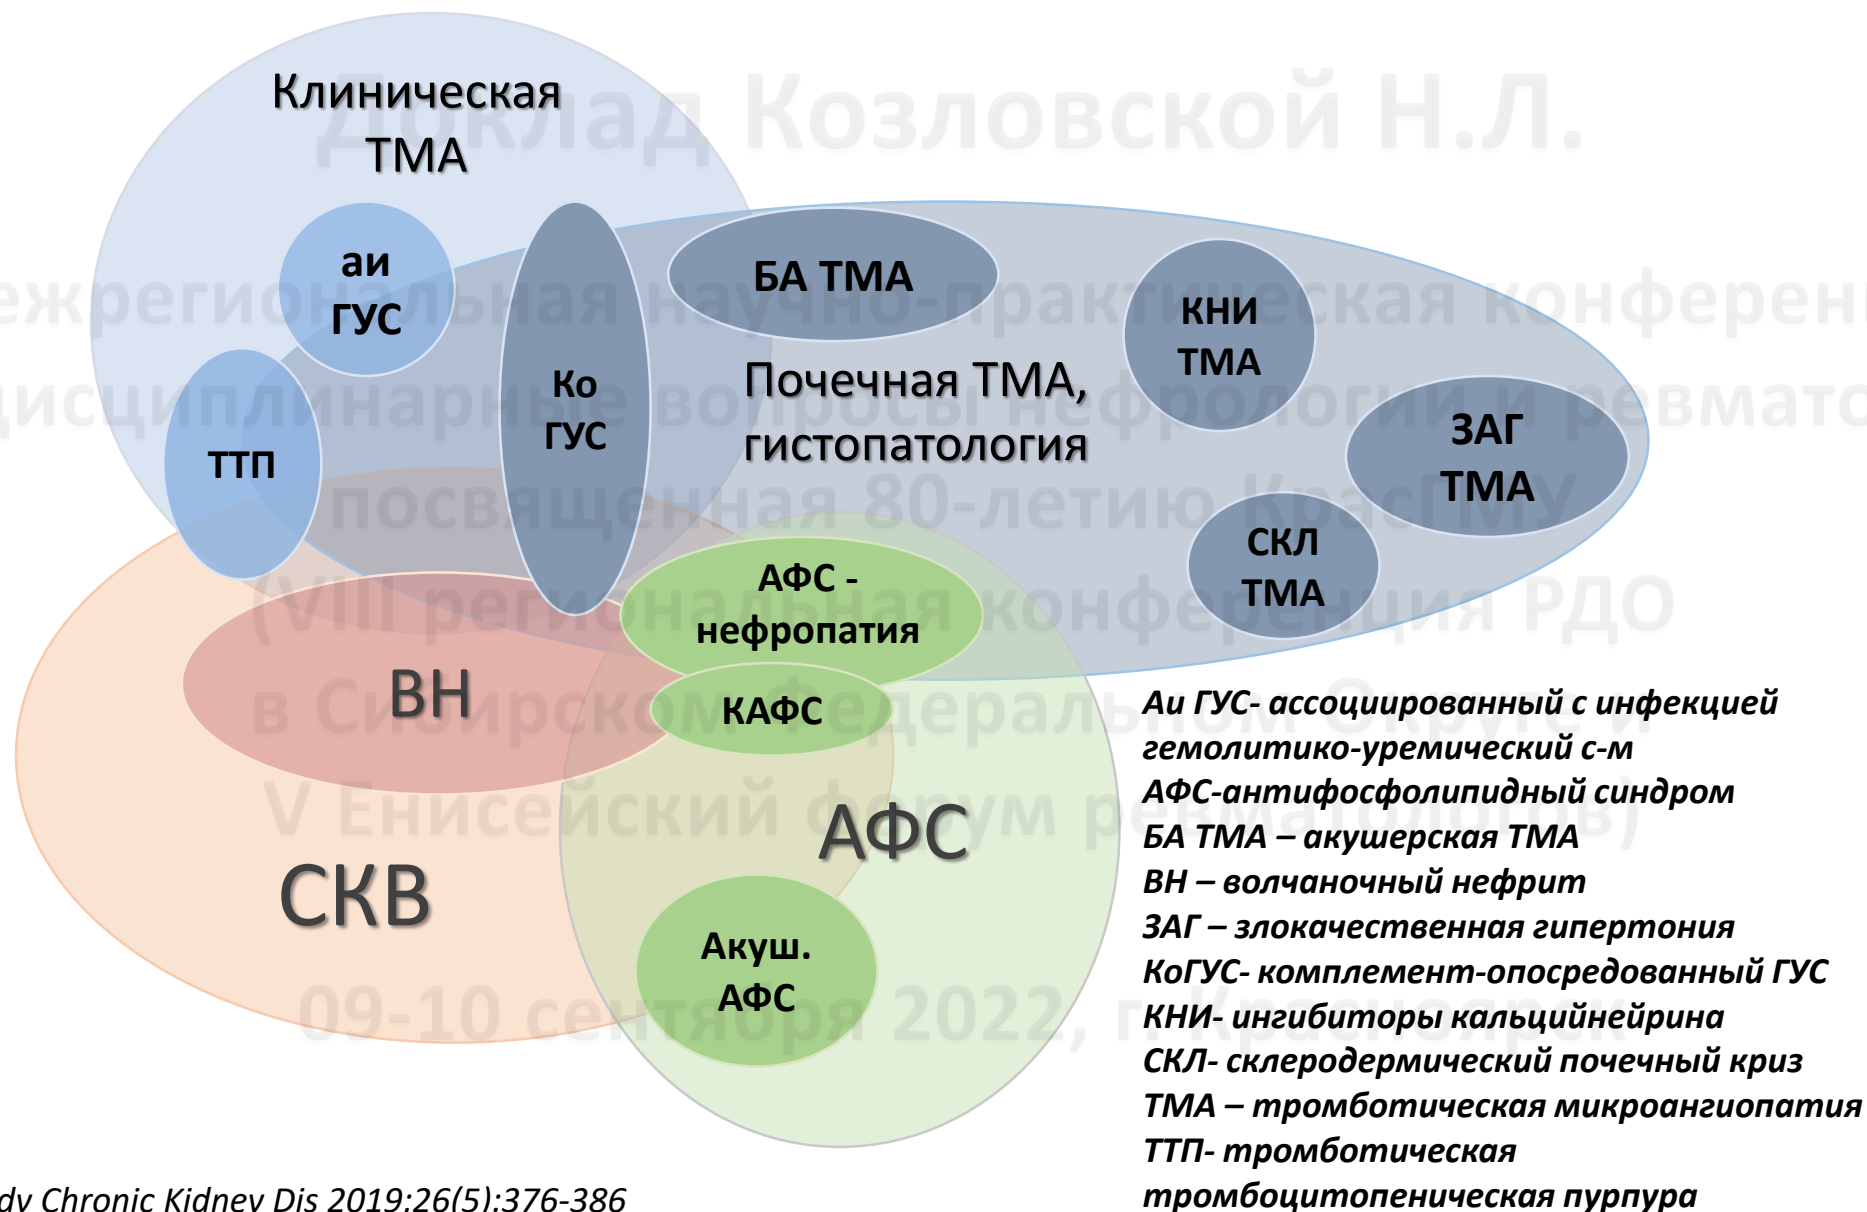 Доклад Козловской Н.Л.
научно-практическая
вопросы нефрологии и
посвященная 80-летию КрасГМУ
(VIII региональная конференция РДО
в Сибирском Федеральном Округе и
V Енисейский форум ревматологов)
09-10 сентября 2022, г. Красноярск
Клиническая
ТМА
аи
ГУС
ТТП
Ко
ГУС
БА ТМА
Почечная ТМА,
гистопатология
КНИ
ТМА
ЗАГ
ТМА
СКЛ
ТМА
АФС -
нефропатия
КАФС
ВН
СКВ
АФС
Акуш.
АФС
Аи ГУС- ассоциированный с инфекцией
гемолитико-уремический с-м
АФС-антифосфолипидный синдром
БА ТМА – акушерская ТМА
ВН – волчаночный нефрит
ЗАГ – злокачественная гипертония
КоГУС- комплемент-опосредованный ГУС
КНИ- ингибиторы кальцийнейрина
СКЛ- склеродермический почечный криз
ТМА – тромботическая микроангиопатия
ТТП- тромботическая
тромбоцитопеническая пурпура
Chronic Kidney Dis 2019;26(5):376-386